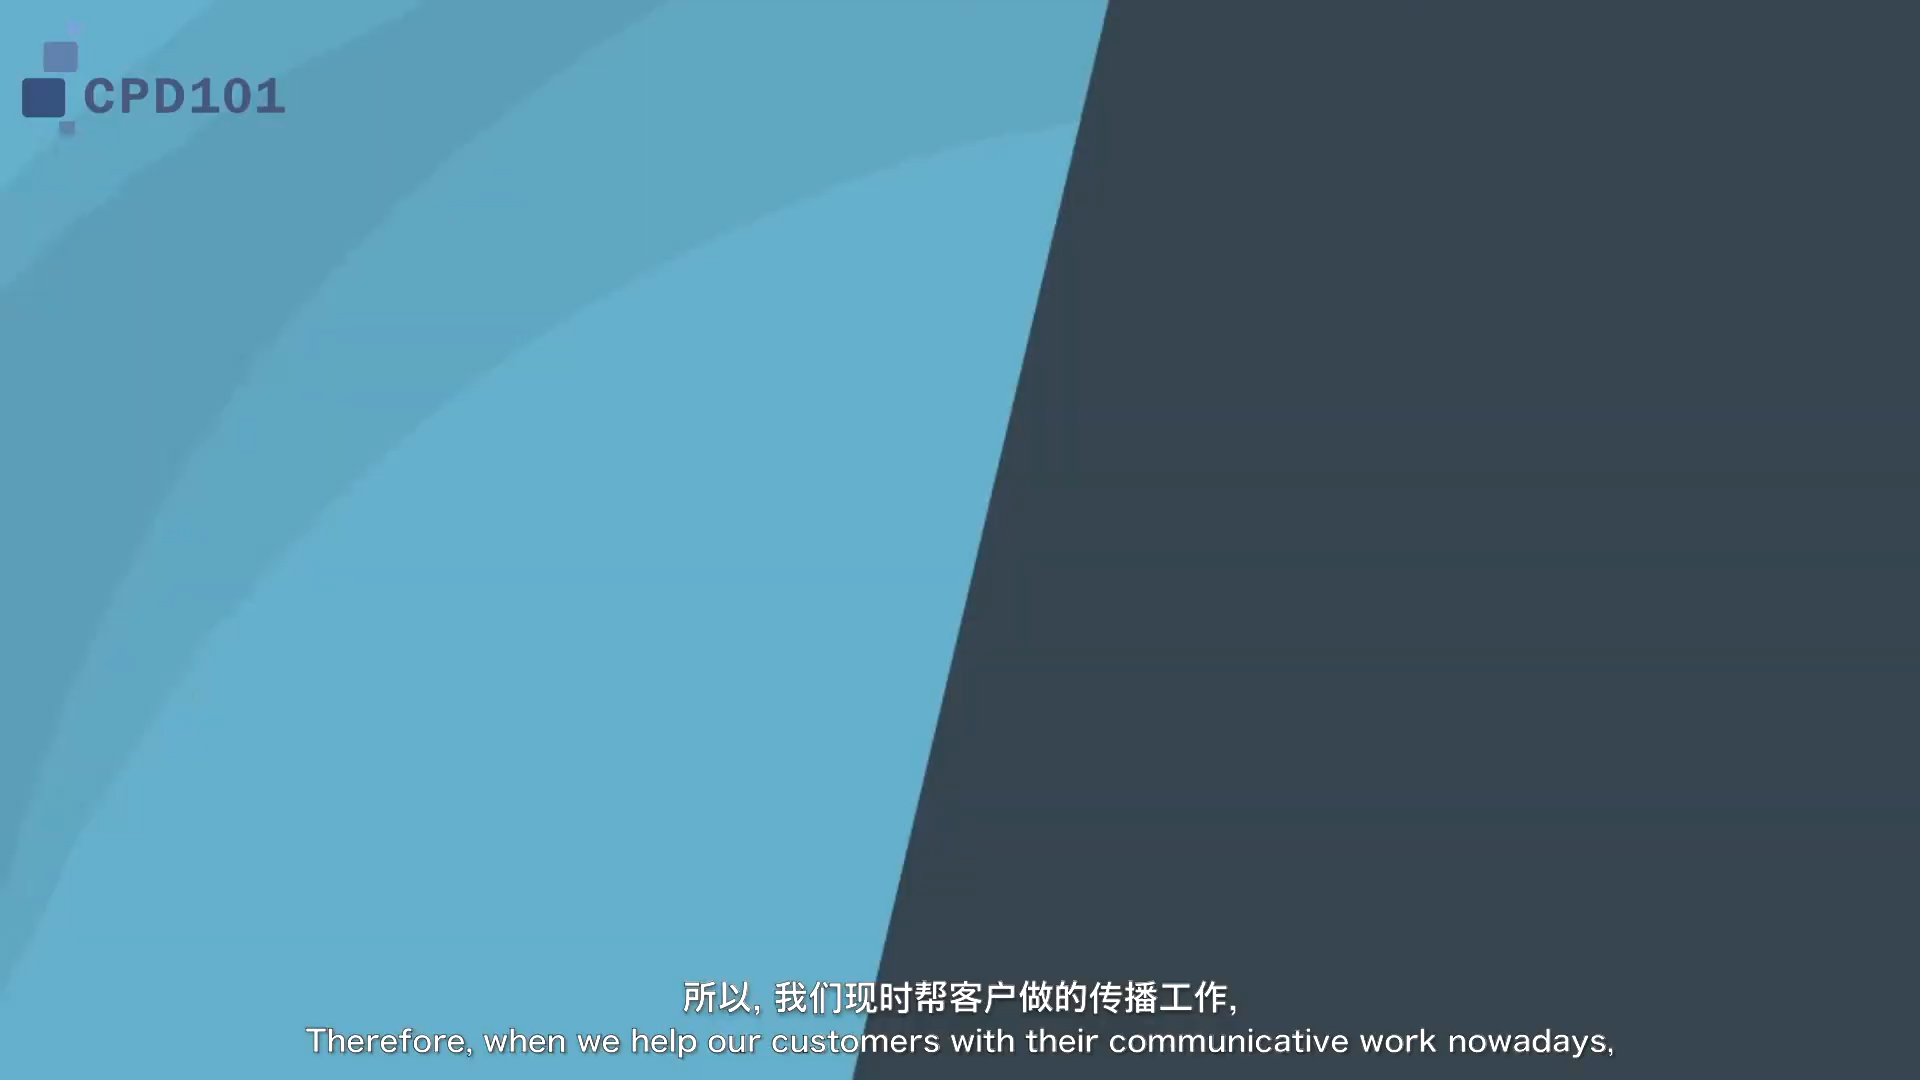 CPD101
所以, 我们现时帮客户做的传播工作,
Therefore, when we help our customers with their communicative work nowadays,